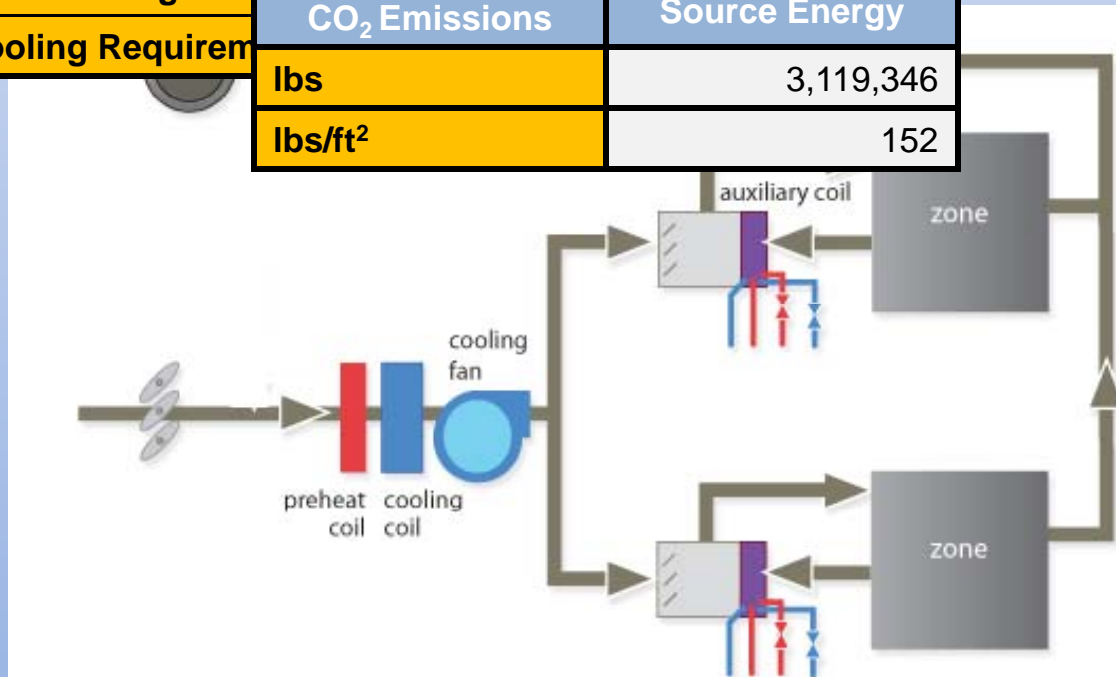 CO₂ Emissions Source Energy
ooling Requirem
lbs 3,119,346
lbs/ft² 152
auxiliary coil
zone
cooling
fan
preheat cooling
coil coil
zone